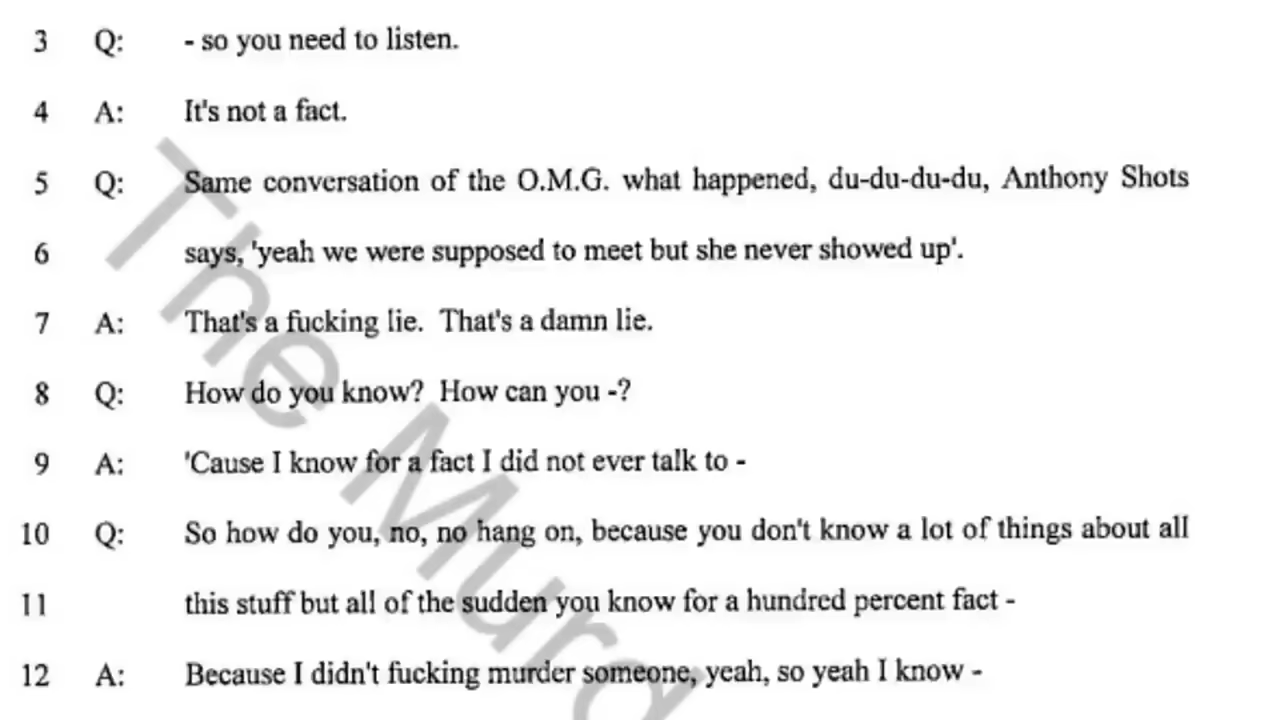 3 Q: - so you need to listen.
4 A: It's not a fact.
5 Q: Same conversation of the O.M.G. what happened, du-du-du-du, Anthony Shots
6 says, 'yeah we were supposed to meet but she never showed up'.
7 A: That's a fucking lie. That's a damn lie.
8 Q: How do you know? How can you -?
9 A: 'Cause I know for a fact I did not ever talk to -
10 Q: So how do you, no, no hang on, because you don't know a lot of things about all
11 this stuff but all of the sudden you know for a hundred percent fact -
12 A: Because I didn't fucking murder someone, yeah, so yeah I know -
The Murd